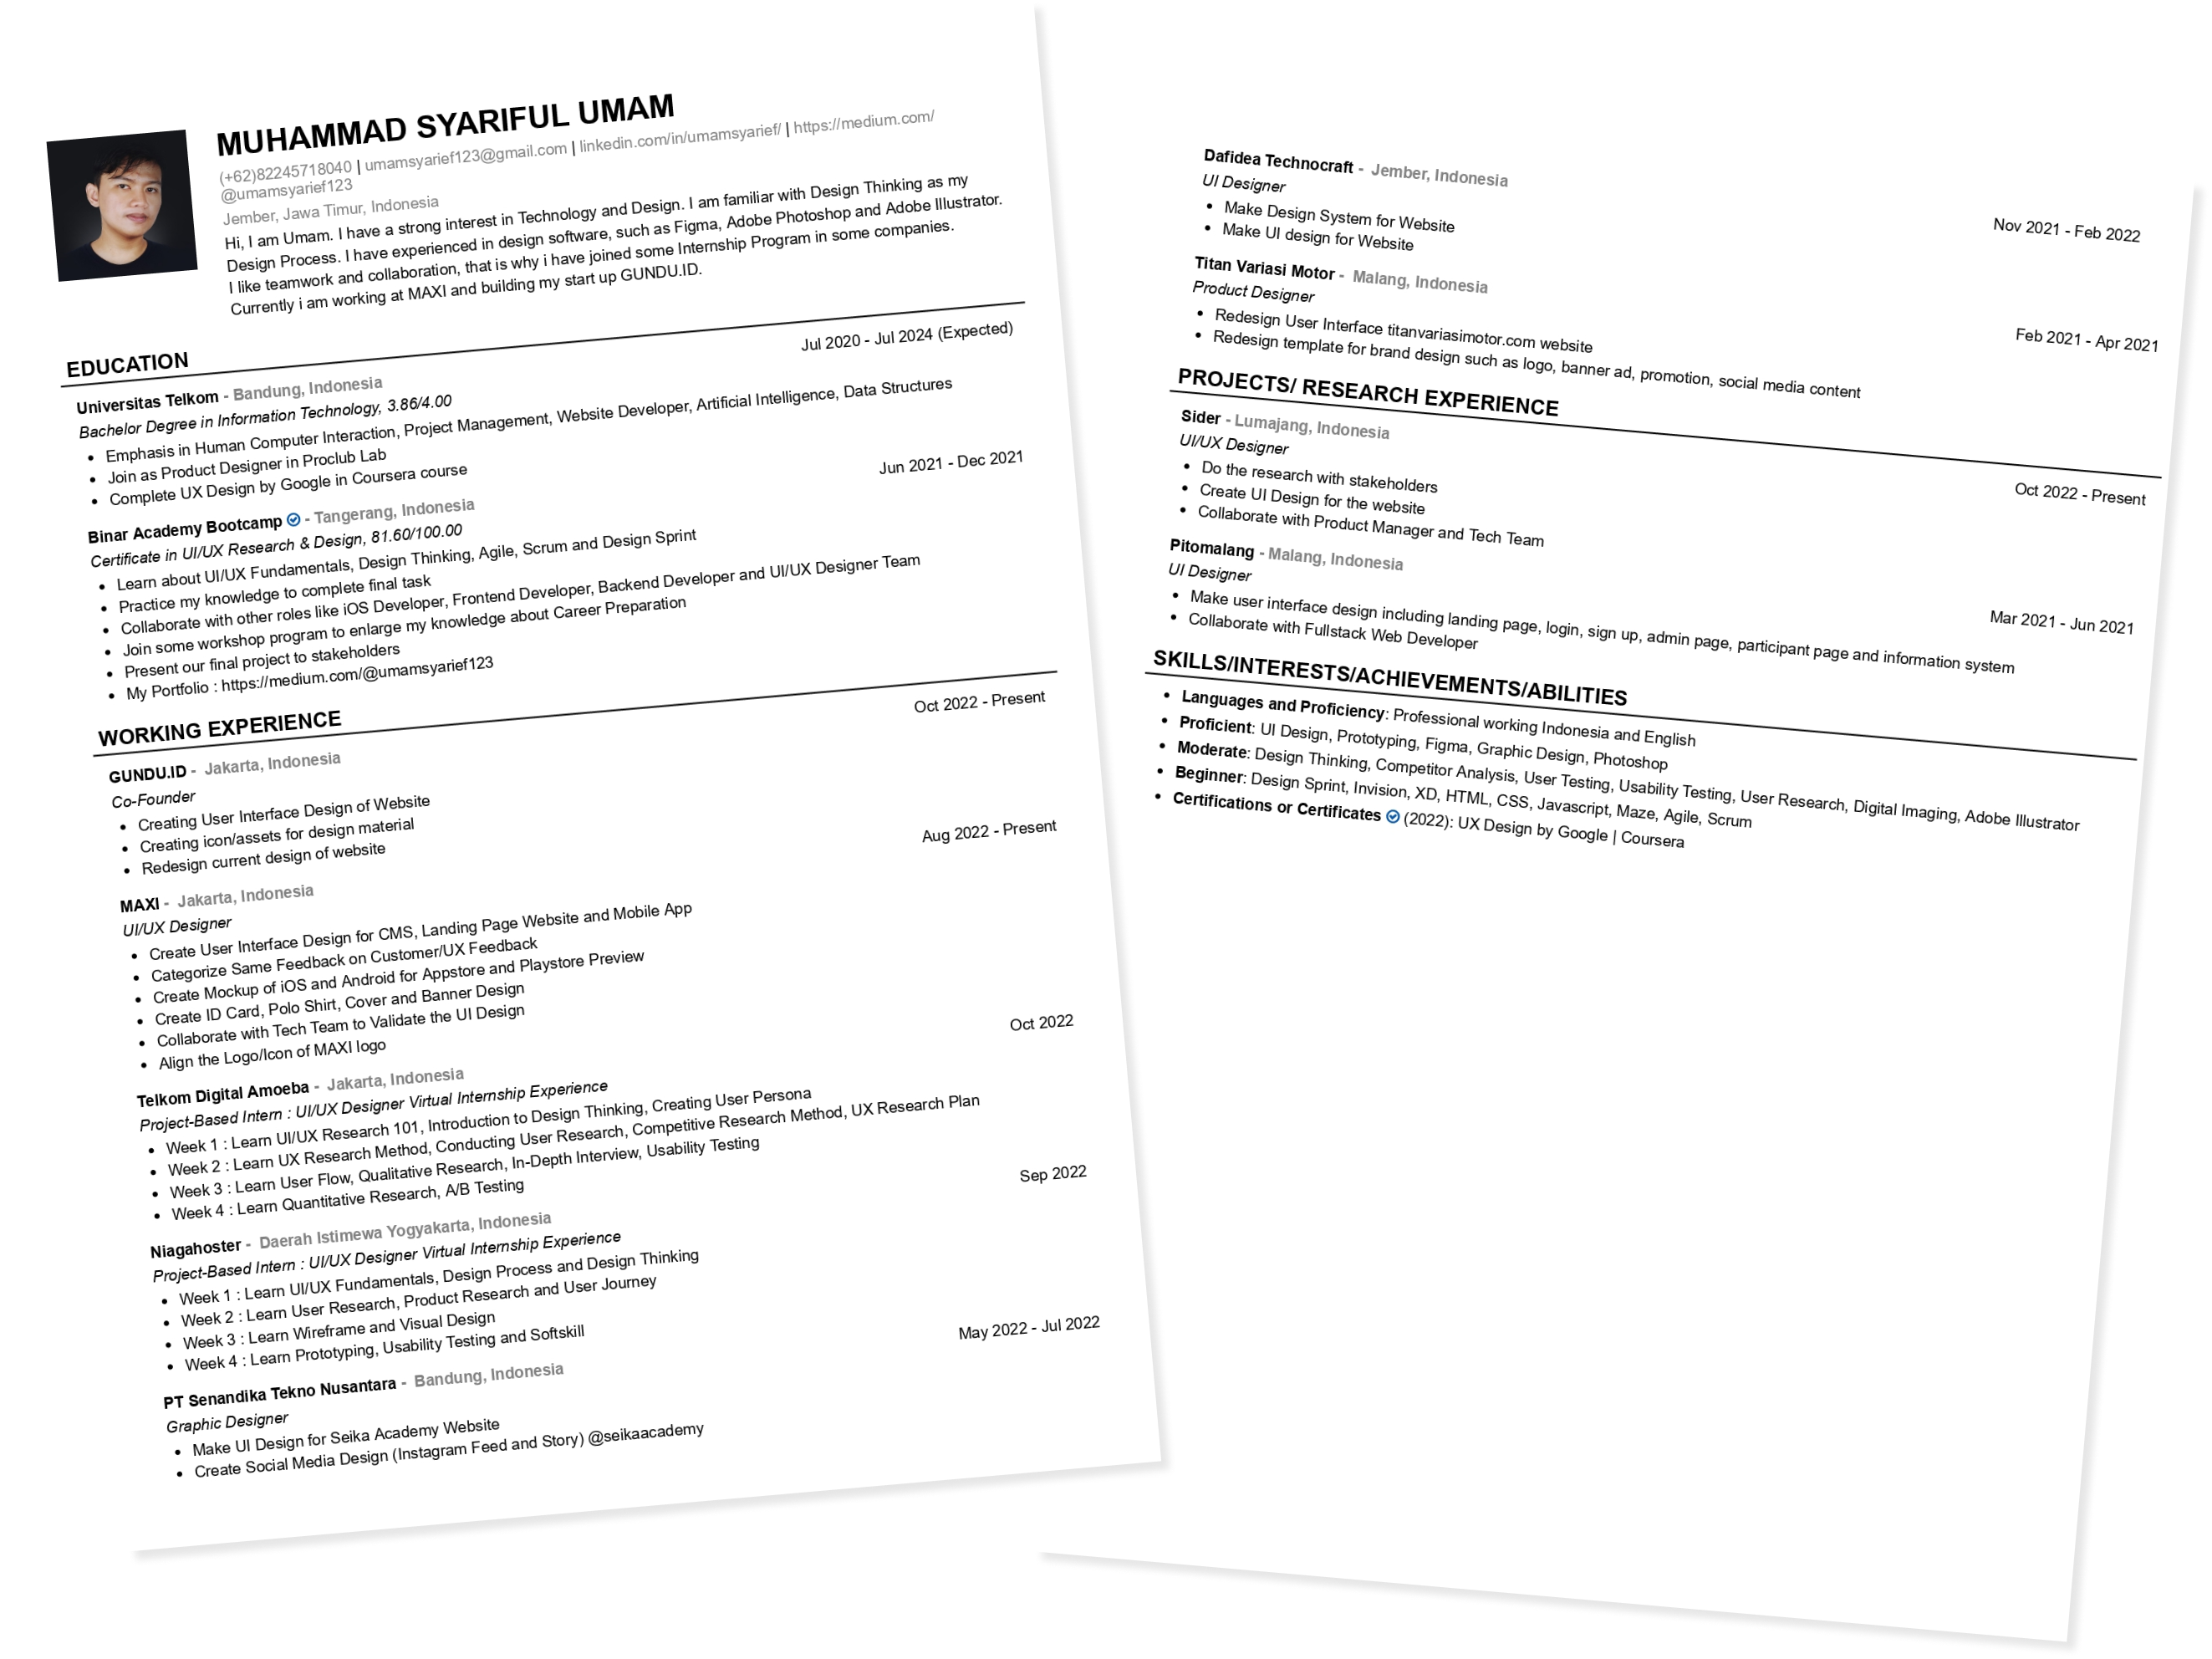 MUHAMMAD SYARIFUL UMAM
(+62)82245718040 | umamsyarief123@gmail.com | linkedin.com/in/umamsyarief/ | https://medium.com/
@umamsyarief123
Jember, Jawa Timur, Indonesia
Hi, I am Umam. I have a strong interest in Technology and Design. I am familiar with Design Thinking as my
Design Process. I have experienced in design software, such as Figma, Adobe Photoshop and Adobe Illustrator.
I like teamwork and collaboration, that is why i have joined some Internship Program in some companies.
Currently i am working at MAXI and building my start up GUNDU.ID.
EDUCATION
Universitas Telkom - Bandung, Indonesia Jul 2020 - Jul 2024 (Expected)
Bachelor Degree in Information Technology, 3.86/4.00
• Emphasis in Human Computer Interaction, Project Management, Website Developer, Artificial Intelligence, Data Structures
• Join as Product Designer in Proclub Lab
• Complete UX Design by Google in Coursera course
Binar Academy Bootcamp - Tangerang, Indonesia Jun 2021 - Dec 2021
Certificate in UI/UX Research & Design, 81.60/100.00
• Learn about UI/UX Fundamentals, Design Thinking, Agile, Scrum and Design Sprint
• Practice my knowledge to complete final task
• Collaborate with other roles like iOS Developer, Frontend Developer, Backend Developer and UI/UX Designer Team
• Join some workshop program to enlarge my knowledge about Career Preparation
• Present our final project to stakeholders
• My Portfolio : https://medium.com/@umamsyarief123
WORKING EXPERIENCE
GUNDU.ID - Jakarta, Indonesia Oct 2022 - Present
Co-Founder
• Creating User Interface Design of Website
• Creating icon/assets for design material
• Redesign current design of website
MAXI - Jakarta, Indonesia Aug 2022 - Present
UI/UX Designer
• Create User Interface Design for CMS, Landing Page Website and Mobile App
• Categorize Same Feedback on Customer/UX Feedback
• Create Mockup of iOS and Android for Appstore and Playstore Preview
• Create ID Card, Polo Shirt, Cover and Banner Design
• Collaborate with Tech Team to Validate the UI Design
• Align the Logo/Icon of MAXI logo
Telkom Digital Amoeba - Jakarta, Indonesia Oct 2022
Project-Based Intern : UI/UX Designer Virtual Internship Experience
• Week 1 : Learn UI/UX Research 101, Introduction to Design Thinking, Creating User Persona
• Week 2 : Learn UX Research Method, Conducting User Research, Competitive Research Method, UX Research Plan
• Week 3 : Learn User Flow, Qualitative Research, In-Depth Interview, Usability Testing
• Week 4 : Learn Quantitative Research, A/B Testing
Niagahoster - Daerah Istimewa Yogyakarta, Indonesia Sep 2022
Project-Based Intern : UI/UX Designer Virtual Internship Experience
• Week 1 : Learn UI/UX Fundamentals, Design Process and Design Thinking
• Week 2 : Learn User Research, Product Research and User Journey
• Week 3 : Learn Wireframe and Visual Design
• Week 4 : Learn Prototyping, Usability Testing and Softskill
PT Senandika Tekno Nusantara - Bandung, Indonesia May 2022 - Jul 2022
Graphic Designer
• Make UI Design for Seika Academy Website
• Create Social Media Design (Instagram Feed and Story) @seikaacademy
Dafidea Technocraft - Jember, Indonesia Nov 2021 - Feb 2022
UI Designer
• Make Design System for Website
• Make UI design for Website
Titan Variasi Motor - Malang, Indonesia Feb 2021 - Apr 2021
Product Designer
• Redesign User Interface titanvariasimotor.com website
• Redesign template for brand design such as logo, banner ad, promotion, social media content
PROJECTS/ RESEARCH EXPERIENCE
Sider - Lumajang, Indonesia Oct 2022 - Present
UI/UX Designer
• Do the research with stakeholders
• Create UI Design for the website
• Collaborate with Product Manager and Tech Team
Pitomalang - Malang, Indonesia Mar 2021 - Jun 2021
UI Designer
• Make user interface design including landing page, login, sign up, admin page, participant page and information system
• Collaborate with Fullstack Web Developer
SKILLS/INTERESTS/ACHIEVEMENTS/ABILITIES
• Languages and Proficiency: Professional working Indonesia and English
• Proficient: UI Design, Prototyping, Figma, Graphic Design, Photoshop
• Moderate: Design Thinking, Competitor Analysis, User Testing, Usability Testing, User Research, Digital Imaging, Adobe Illustrator
• Beginner: Design Sprint, Invision, XD, HTML, CSS, Javascript, Maze, Agile, Scrum
• Certifications or Certificates (2022): UX Design by Google | Coursera